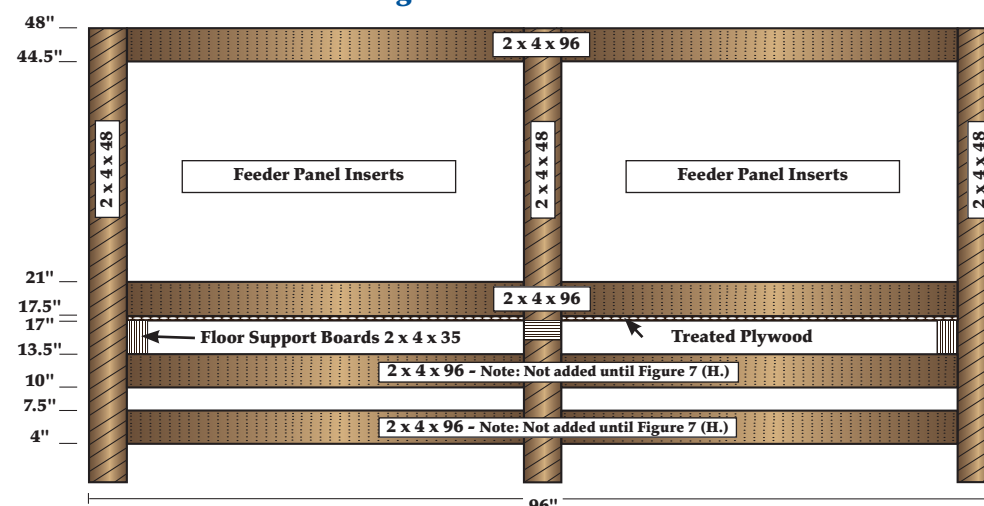 48"
2 x 4 x 96
44.5"
2 x 4 x 48
2 x 4 x 48
2 x 4 x 48
Feeder Panel Inserts
Feeder Panel Inserts
21"
2 x 4 x 96
17.5"
17"
Floor Support Boards 2 x 4 x 35
Treated Plywood
13.5"
2 x 4 x 96 - Note: Not added until Figure 7 (H.)
10"
7.5"
2 x 4 x 96 - Note: Not added until Figure 7 (H.)
4"
96"